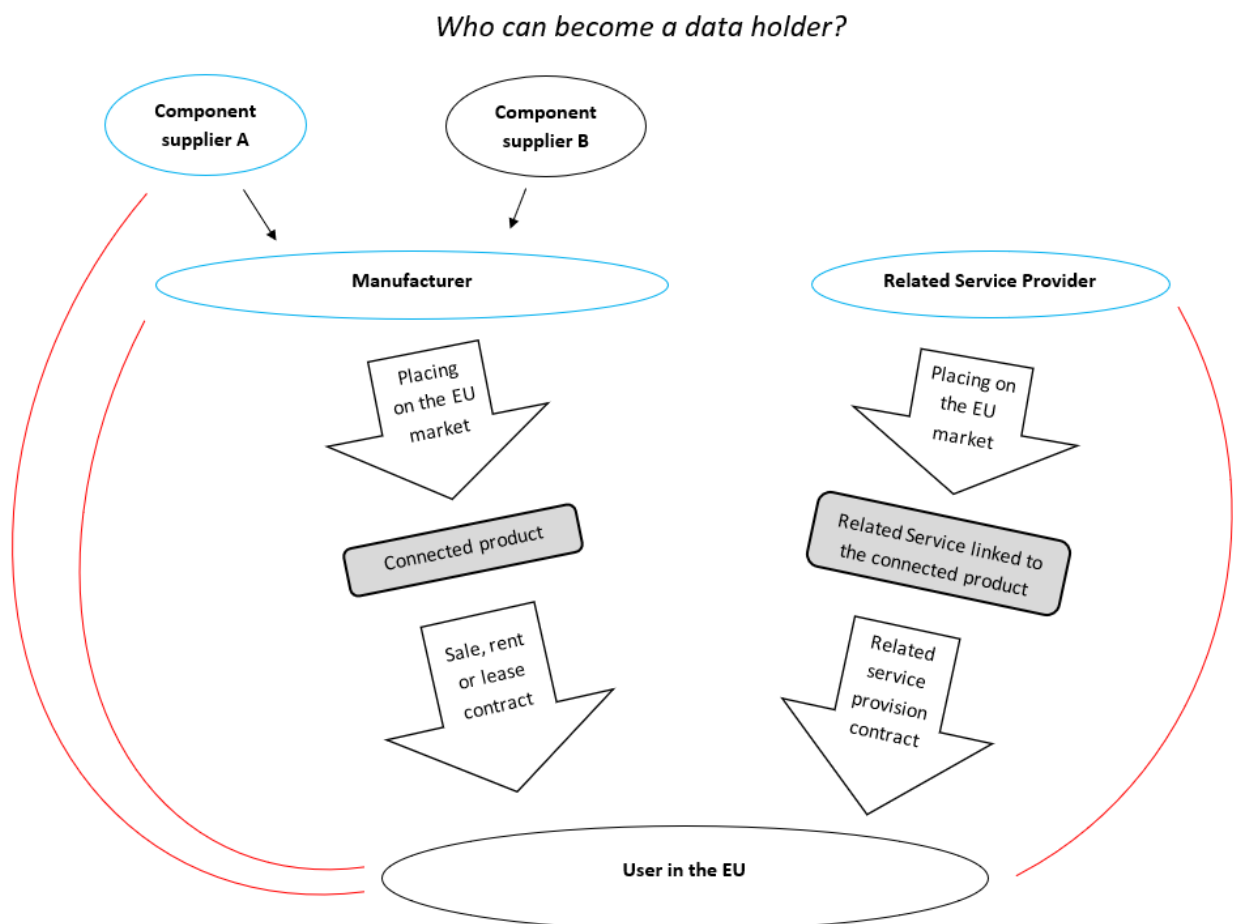 Who can become a data holder?
Component
supplier A
Component
supplier B
Manufacturer
Related Service Provider
Placing
on the EU
market
Placing on
the EU
market
Connected product
Related Service linked to
the connected product
Sale, rent
or lease
contract
Related
service
provision
contract
User in the EU